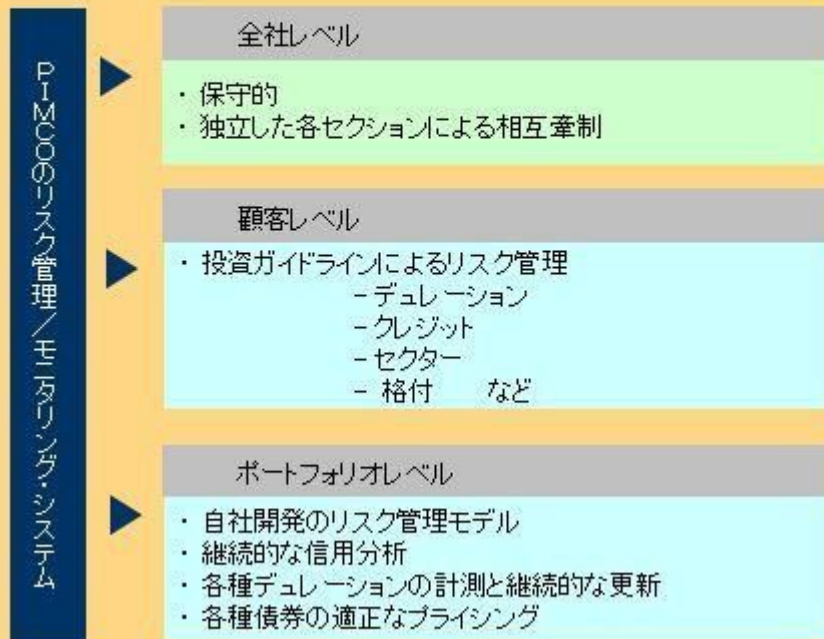 PIMCOのリスク管理/モニタリング・システム
全社レベル
・ 保守的
・ 独立した各セクションによる相互牽制
顧客レベル
・ 投資ガイドラインによるリスク管理
－デュレーション
－クレジット
－セクター
－ 格付　など
ポートフォリオレベル
・ 自社開発のリスク管理モデル
・ 継続的な信用分析
・ 各種デュレーションの計測と継続的な更新
・ 各種債券の適正なプライシング